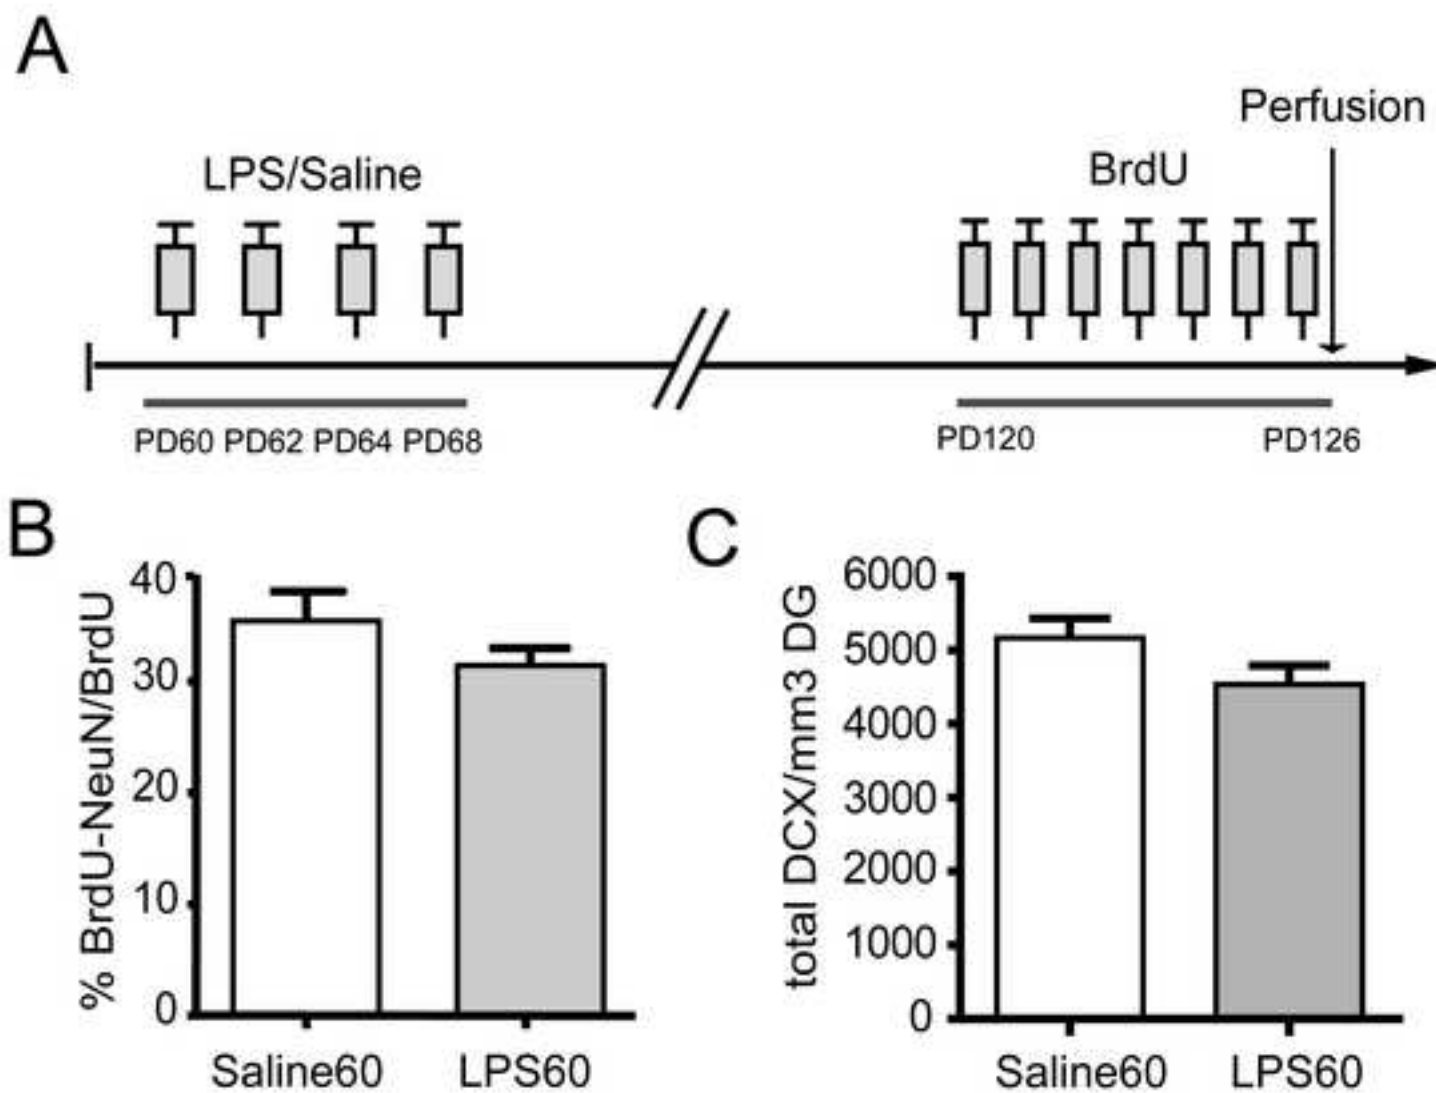 A
Perfusion
LPS/Saline
BrdU
PD60 PD62 PD64 PD68
PD120
PD126
B
% BrdU-NeuN/BrdU
40
30
20
10
0
Saline60
LPS60
C
total DCX/mm3 DG
6000
5000
4000
3000
2000
1000
0
Saline60
LPS60